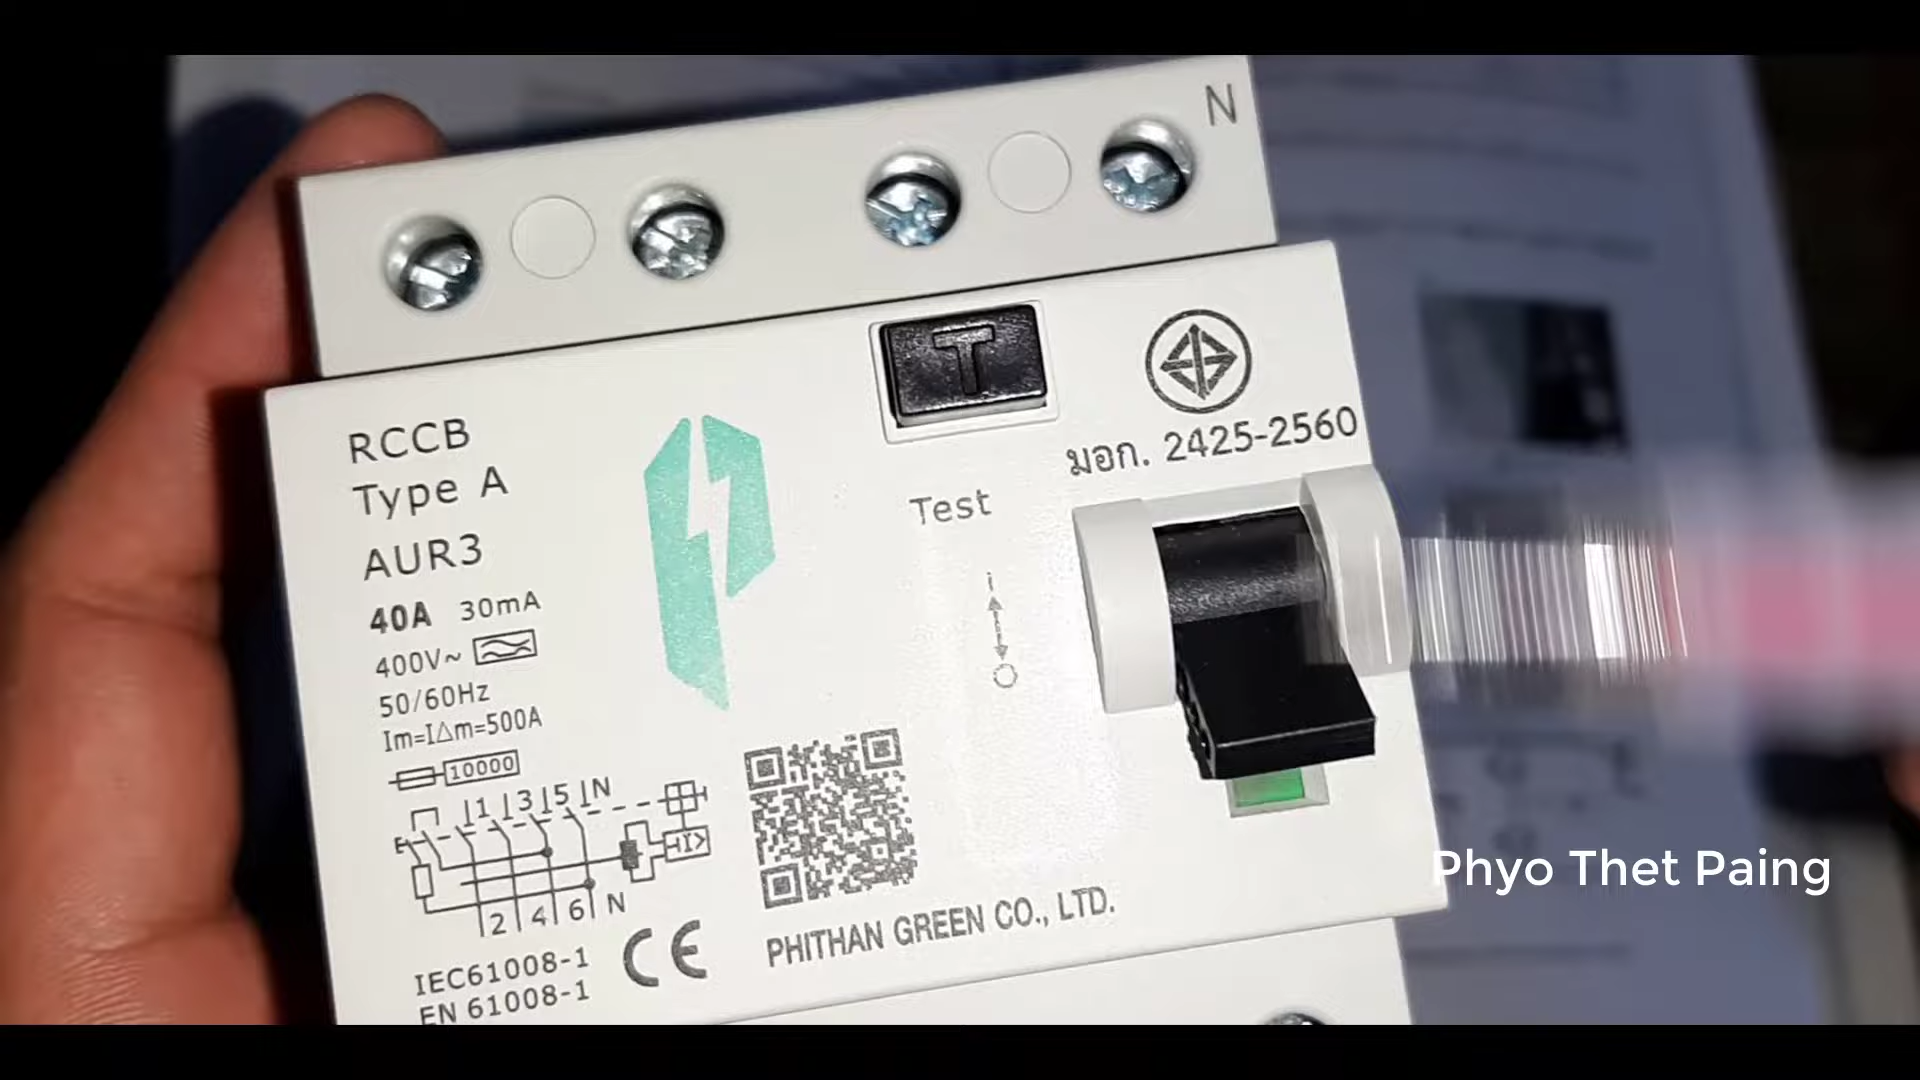 N
T
มอก. 2425-2560
RCCB
Type A
AUR3
40A 30mA
400V~
50/60Hz
Im=I△m=500A
10000
Test
1 3 5 N
I>
2 4 6 N
IEC61008-1
EN 61008-1
CE
PHITHAN GREEN CO., LTD.
Phyo Thet Paing